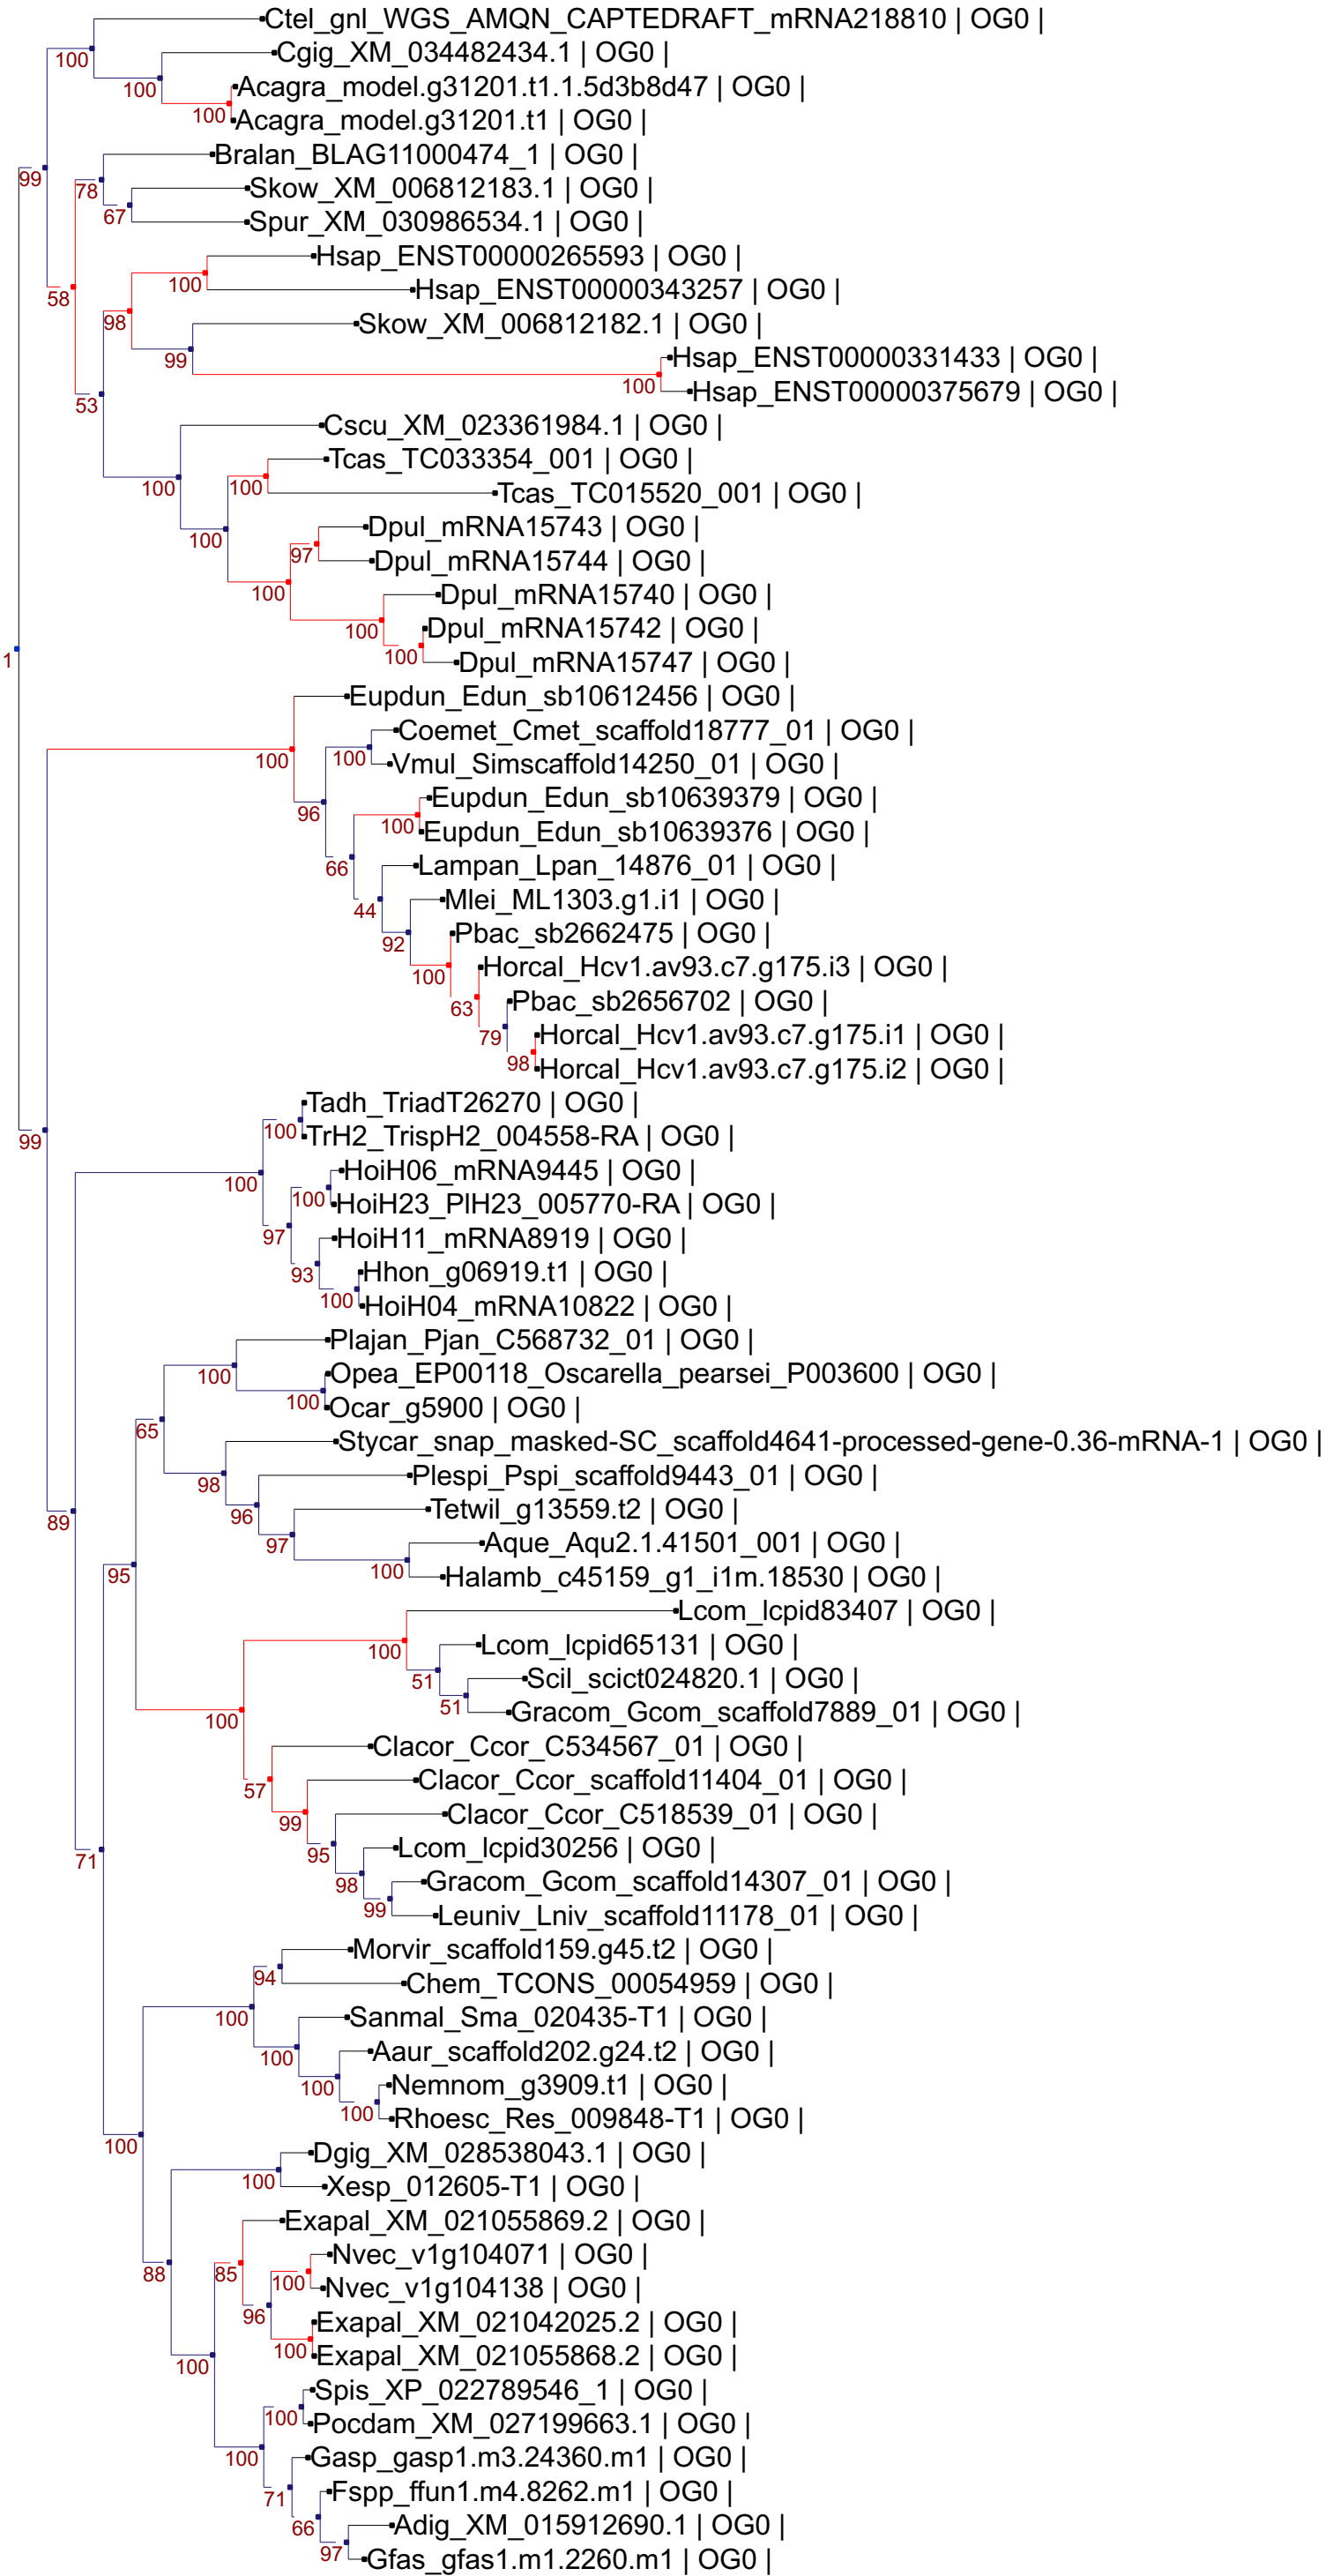 Ctel_gnl_WGS_AMQN_CAPTEDRAFT_mRNA218810 | OG0 |
Cgig_XM_034482434.1 | OG0 |
100
Acagra_model.g31201.t1.1.5d3b8d47 | OG0 |
100
Acagra_model.g31201.t1 | OG0 |
100
Bralan_BLAG11000474_1 | OG0 |
99
Skow_XM_006812183.1 | OG0 |
78
67
Spur_XM_030986534.1 | OG0 |
Hsap_ENST00000265593 | OG0 |
100
Hsap_ENST00000343257 | OG0 |
58
98
Skow_XM_006812182.1 | OG0 |
99
Hsap_ENST00000331433 | OG0 |
100
Hsap_ENST00000375679 | OG0 |
53
Cscu_XM_023361984.1 | OG0 |
Tcas_TC033354_001 | OG0 |
100
100
Tcas_TC015520_001 | OG0 |
Dpul_mRNA15743 | OG0 |
100
97
Dpul_mRNA15744 | OG0 |
100
Dpul_mRNA15740 | OG0 |
100
Dpul_mRNA15742 | OG0 |
100
Dpul_mRNA15747 | OG0 |
1
Eupdun_Edun_sb10612456 | OG0 |
Coemet_Cmet_scaffold18777_01 | OG0 |
100
100
Vmul_Simscaffold14250_01 | OG0 |
Eupdun_Edun_sb10639379 | OG0 |
96
100
Eupdun_Edun_sb10639376 | OG0 |
66
Lampan_Lpan_14876_01 | OG0 |
Mlei_ML1303.g1.i1 | OG0 |
44
Pbac_sb2662475 | OG0 |
92
Horcal_Hcv1.av93.c7.g175.i3 | OG0 |
100
Pbac_sb2656702 | OG0 |
63
Horcal_Hcv1.av93.c7.g175.i1 | OG0 |
79
98
Horcal_Hcv1.av93.c7.g175.i2 | OG0 |
Tadh_TriadT26270 | OG0 |
99
100
TrH2_TrispH2_004558-RA | OG0 |
HoiH06_mRNA9445 | OG0 |
100
100
HoiH23_PlH23_005770-RA | OG0 |
97
HoiH11_mRNA8919 | OG0 |
93
Hhon_g06919.t1 | OG0 |
100
HoiH04_mRNA10822 | OG0 |
Plajan_Pjan_C568732_01 | OG0 |
100
Opea_EP00118_Oscarella_pearsei_P003600 | OG0 |
100
Ocar_g5900 | OG0 |
65
Stycar_snap_masked-SC_scaffold4641-processed-gene-0.36-mRNA-1 | OG0 |
98
Plespi_Pspi_scaffold9443_01 | OG0 |
96
Tetwil_g13559.t2 | OG0 |
89
97
Aque_Aqu2.1.41501_001 | OG0 |
95
100
Halamb_c45159_g1_i1m.18530 | OG0 |
Lcom_lcpid83407 | OG0 |
100
Lcom_lcpid65131 | OG0 |
51
Scil_scict024820.1 | OG0 |
51
Gracom_Gcom_scaffold7889_01 | OG0 |
100
Clacor_Ccor_C534567_01 | OG0 |
57
Clacor_Ccor_scaffold11404_01 | OG0 |
99
Clacor_Ccor_C518539_01 | OG0 |
71
95
Lcom_lcpid30256 | OG0 |
98
Gracom_Gcom_scaffold14307_01 | OG0 |
99
Leuniv_Lniv_scaffold11178_01 | OG0 |
Morvir_scaffold159.g45.t2 | OG0 |
94
Chem_TCONS_00054959 | OG0 |
100
Sanmal_Sma_020435-T1 | OG0 |
100
Aaur_scaffold202.g24.t2 | OG0 |
100
Nemnom_g3909.t1 | OG0 |
100
Rhoesc_Res_009848-T1 | OG0 |
100
Dgig_XM_028538043.1 | OG0 |
100
Xesp_012605-T1 | OG0 |
Exapal_XM_021055869.2 | OG0 |
Nvec_v1g104071 | OG0 |
88
85
100
Nvec_v1g104138 | OG0 |
96
Exapal_XM_021042025.2 | OG0 |
100
Exapal_XM_021055868.2 | OG0 |
100
Spis_XP_022789546_1 | OG0 |
100
Pocdam_XM_027199663.1 | OG0 |
100
Gasp_gasp1.m3.24360.m1 | OG0 |
71
Fspp_ffun1.m4.8262.m1 | OG0 |
66
Adig_XM_015912690.1 | OG0 |
97
Gfas_gfas1.m1.2260.m1 | OG0 |